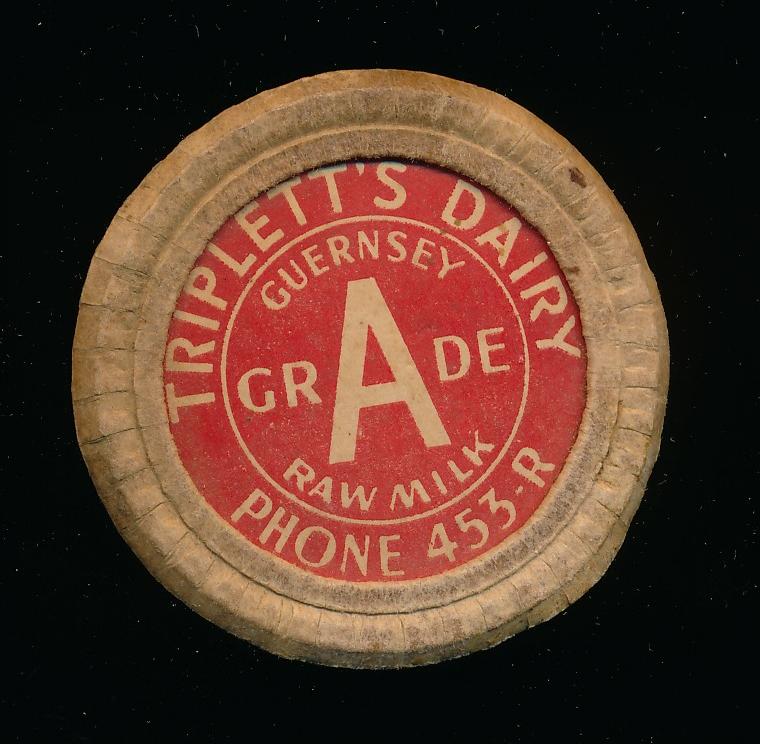 TRIPLETT'S DAIRY
GUERNSEY
GRADE
RAW MILK
PHONE 453-R